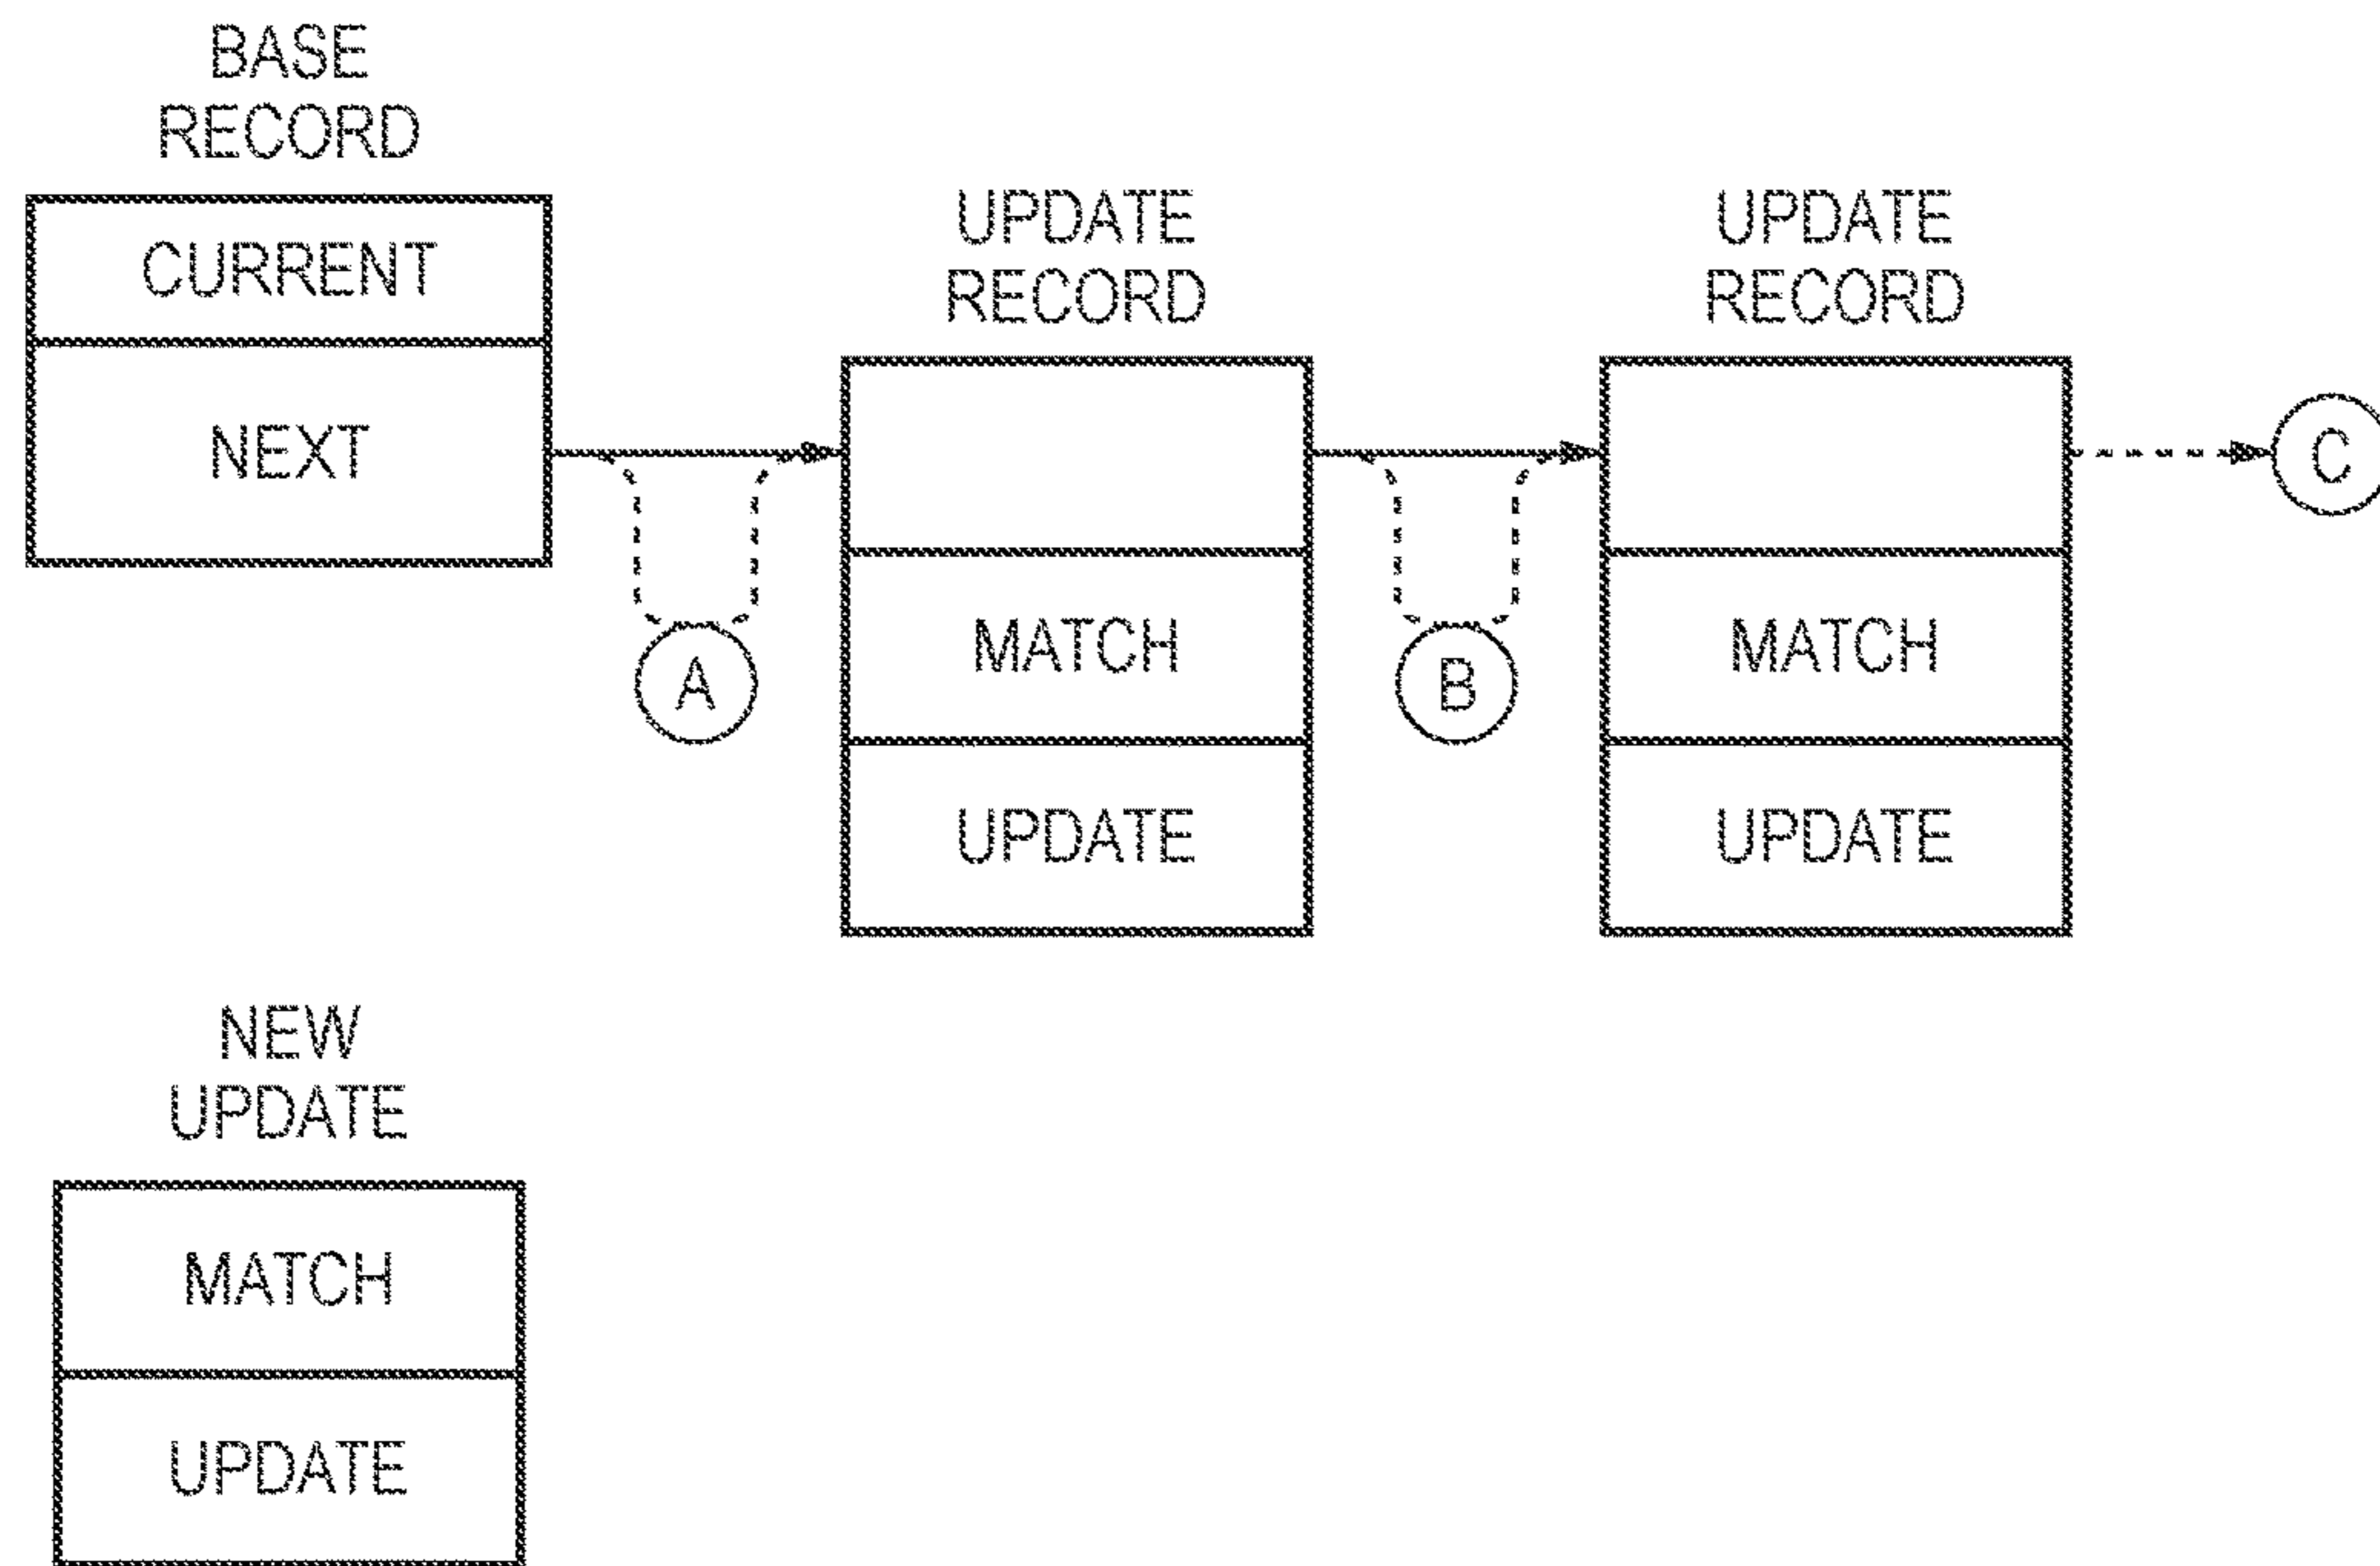 BASE
RECORD
CURRENT
NEXT
UPDATE
RECORD
MATCH
UPDATE
UPDATE
RECORD
MATCH
UPDATE
A
B
C
NEW
UPDATE
MATCH
UPDATE